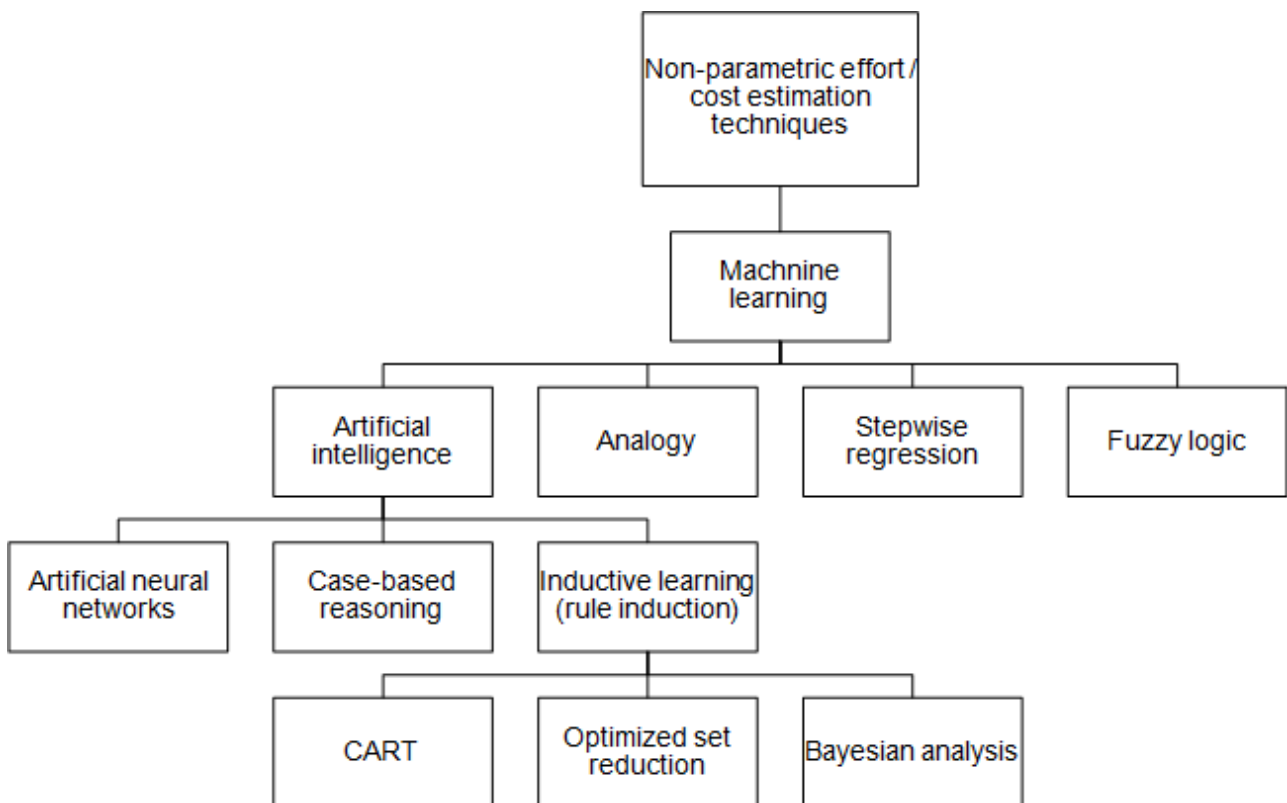 Non-parametric effort /
cost estimation
techniques
Machnine
learning
Artificial
intelligence
Analogy
Stepwise
regression
Fuzzy logic
Artificial neural
networks
Case-based
reasoning
Inductive learning
(rule induction)
CART
Optimized set
reduction
Bayesian analysis